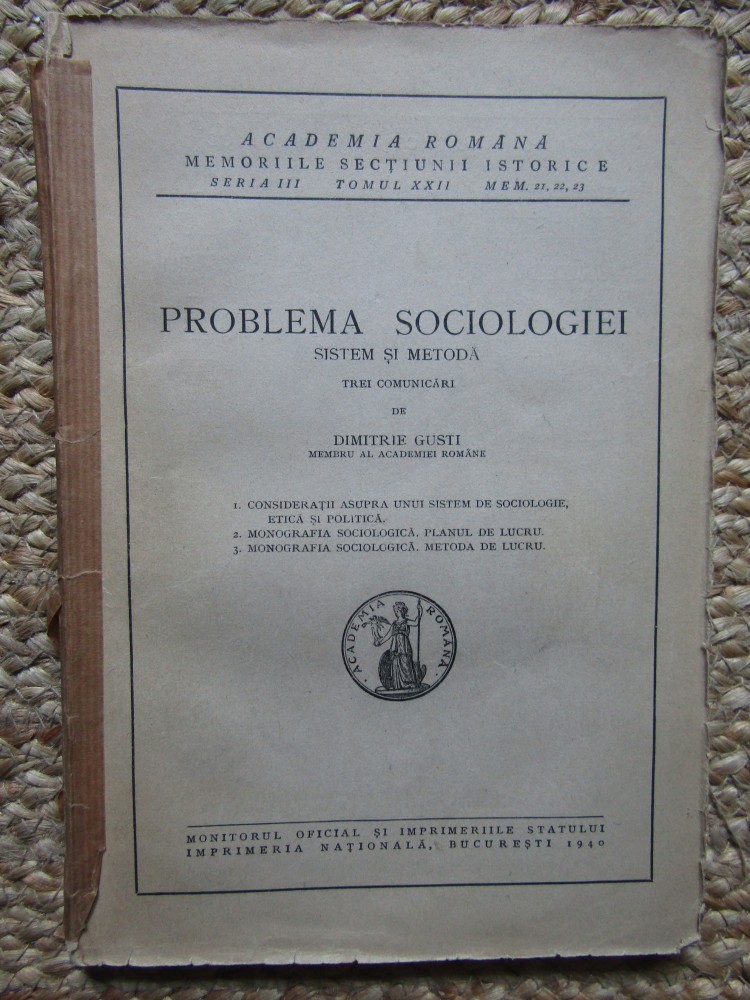 ACADEMIA ROMÂNĂ
MEMORIILE SECȚIUNII ISTORICE
SERIA III TOMUL XXII MEM. 21, 22, 23
PROBLEMA SOCIOLOGIEI
SISTEM ȘI METODĂ
TREI COMUNICĂRI
DE
DIMITRIE GUSTI
MEMBRU AL ACADEMIEI ROMÂNE
1. CONSIDERAȚII ASUPRA UNUI SISTEM DE SOCIOLOGIE,
ETICĂ ȘI POLITICĂ.
2. MONOGRAFIA SOCIOLOGICĂ. PLANUL DE LUCRU.
3. MONOGRAFIA SOCIOLOGICĂ. METODA DE LUCRU.
ACADEMIA ROMÂNĂ
MONITORUL OFICIAL ȘI IMPRIMERIILE STATULUI
IMPRIMERIA NAȚIONALĂ, BUCUREȘTI 1940